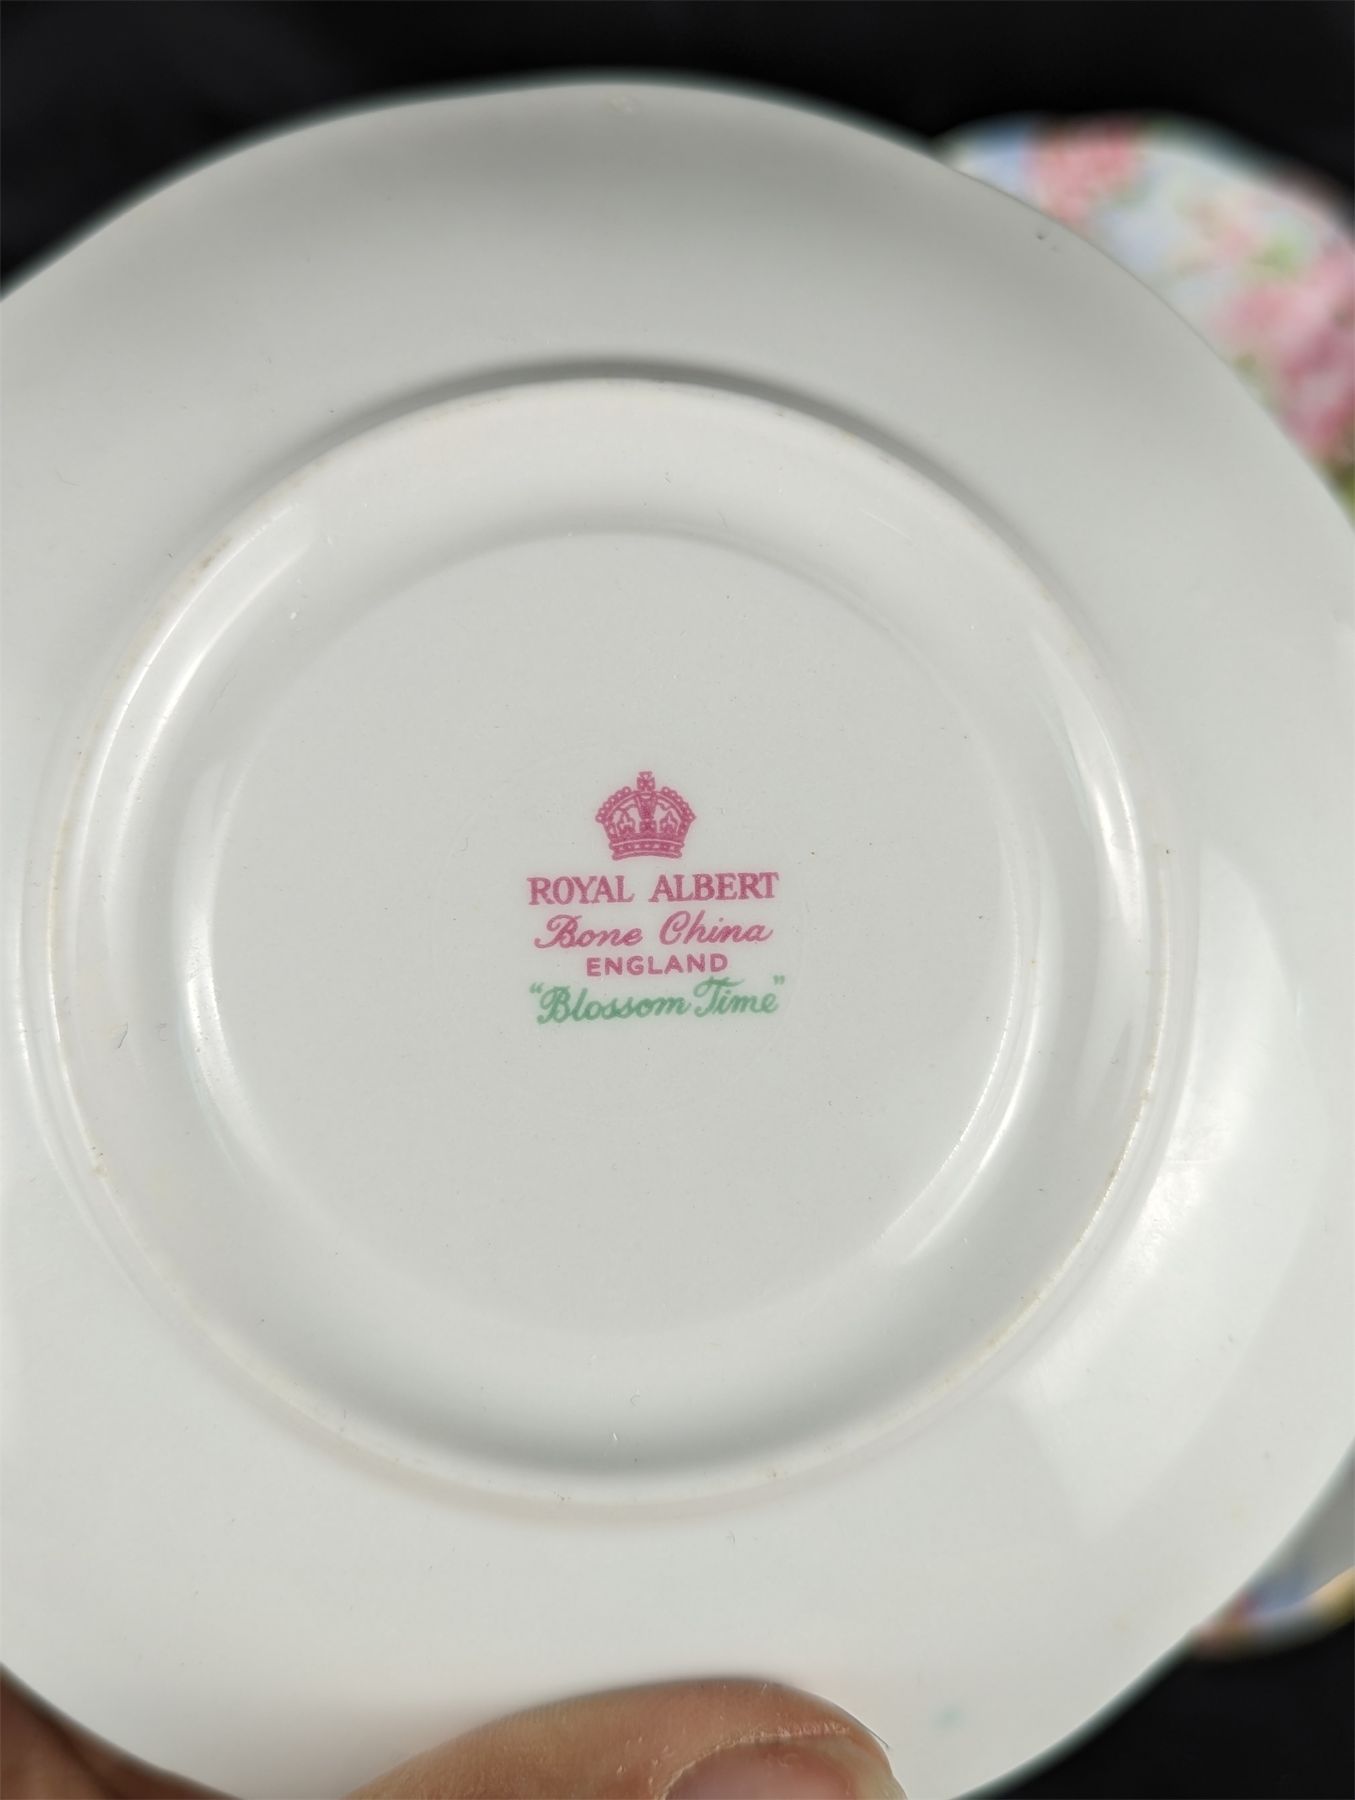 ROYAL ALBERT
Bone China
ENGLAND
“Blossom Time”